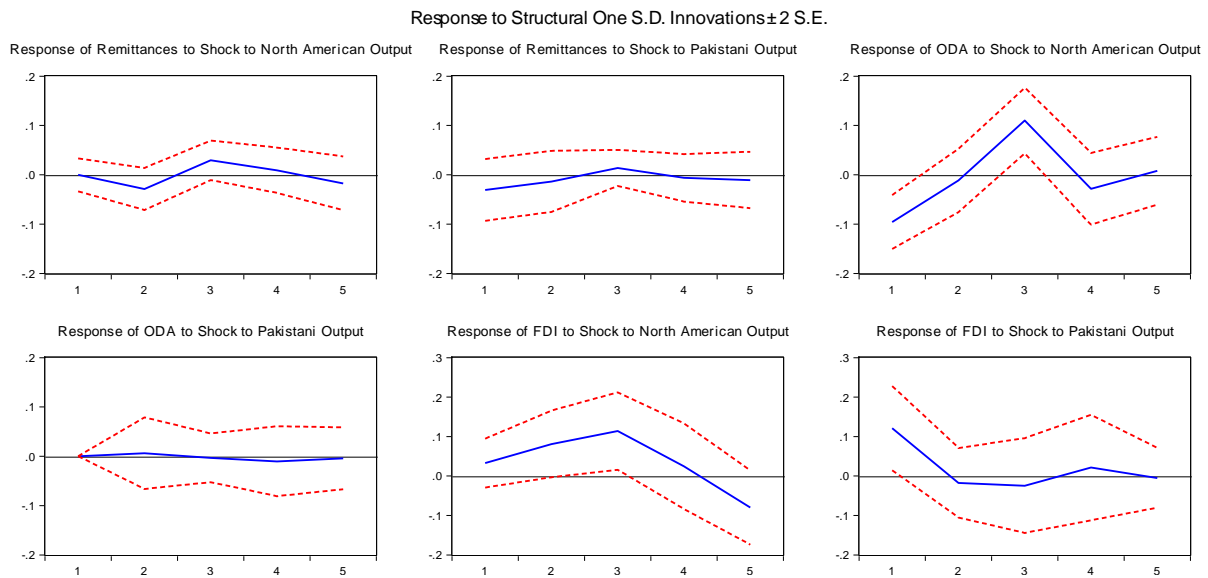 Response to Structural One S.D. Innovations ± 2 S.E.
Response of Remittances to Shock to North American Output
.2
.1
.0
-.1
-.2
1 2 3 4 5
Response of Remittances to Shock to Pakistani Output
.2
.1
.0
-.1
-.2
1 2 3 4 5
Response of ODA to Shock to North American Output
.2
.1
.0
-.1
-.2
1 2 3 4 5
Response of ODA to Shock to Pakistani Output
.2
.1
.0
-.1
-.2
1 2 3 4 5
Response of FDI to Shock to North American Output
.3
.2
.1
.0
-.1
-.2
1 2 3 4 5
Response of FDI to Shock to Pakistani Output
.3
.2
.1
.0
-.1
-.2
1 2 3 4 5